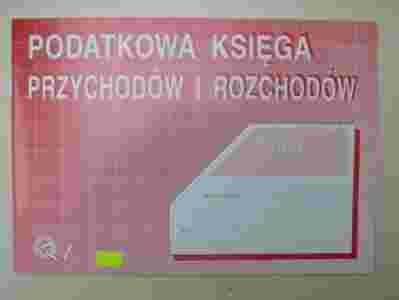 PODATKOWA KSIĘGA
PRZYCHODÓW I ROZCHODÓW